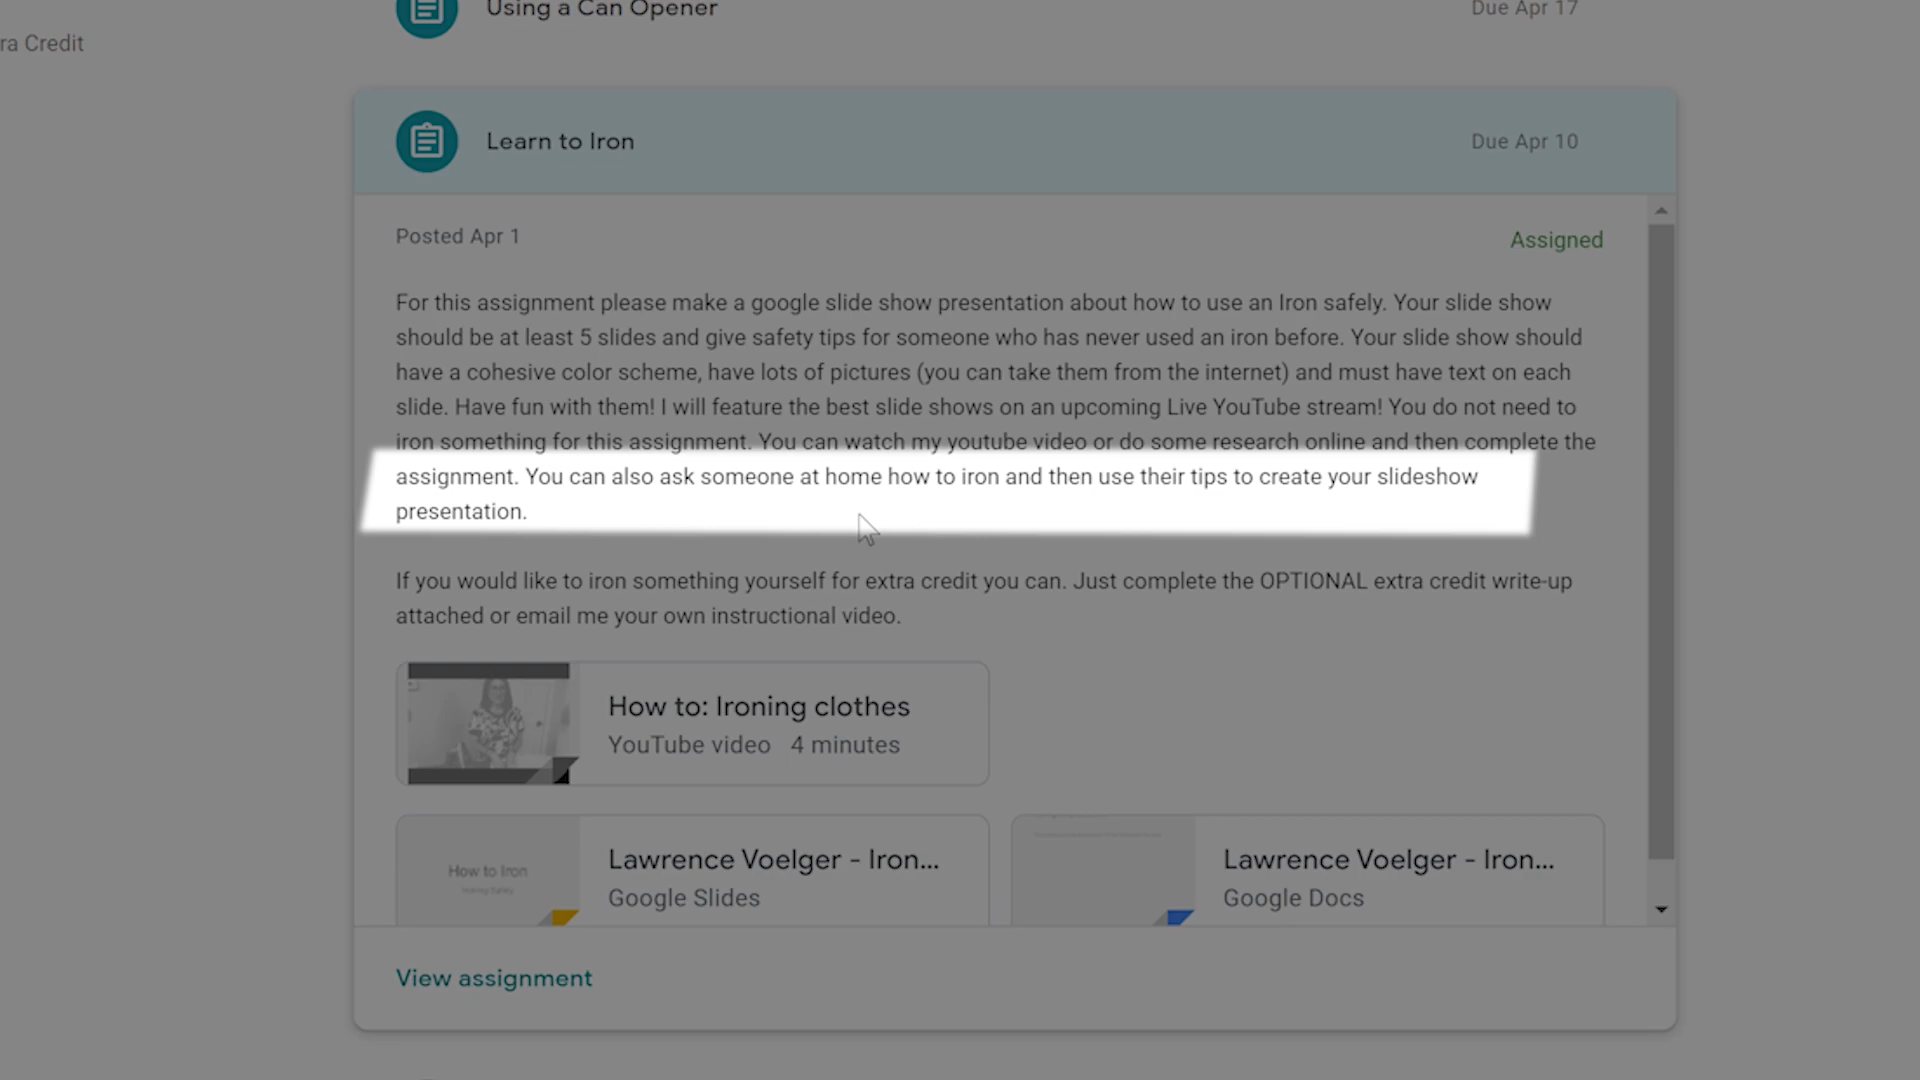 Using a Can Opener
Due Apr 17
ra Credit
Learn to Iron
Due Apr 10
Posted Apr 1
Assigned
For this assignment please make a google slide show presentation about how to use an Iron safely. Your slide show
should be at least 5 slides and give safety tips for someone who has never used an iron before. Your slide show should
have a cohesive color scheme, have lots of pictures (you can take them from the internet) and must have text on each
slide. Have fun with them! I will feature the best slide shows on an upcoming Live YouTube stream! You do not need to
iron something for this assignment. You can watch my youtube video or do some research online and then complete the
assignment. You can also ask someone at home how to iron and then use their tips to create your slideshow
presentation.
If you would like to iron something yourself for extra credit you can. Just complete the OPTIONAL extra credit write-up
attached or email me your own instructional video.
How to: Ironing clothes
YouTube video 4 minutes
How to Iron
Lawrence Voelger - Iron...
Google Slides
Lawrence Voelger - Iron...
Google Docs
View assignment